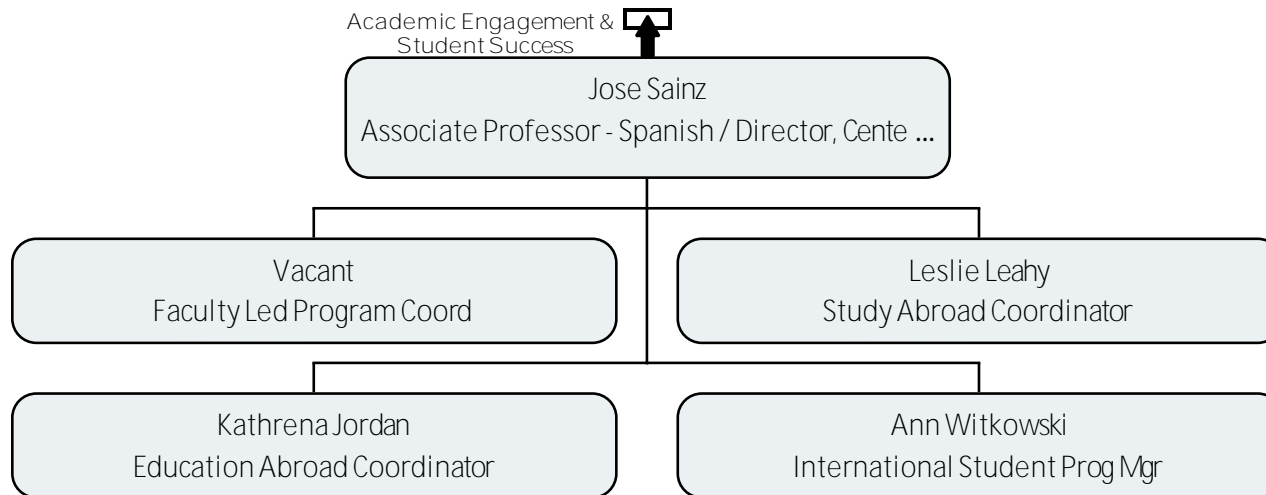 Academic Engagement &
Student Success
Jose Sainz
Associate Professor - Spanish / Director, Cente ...
Vacant
Faculty Led Program Coord
Leslie Leahy
Study Abroad Coordinator
Kathrena Jordan
Education Abroad Coordinator
Ann Witkowski
International Student Prog Mgr